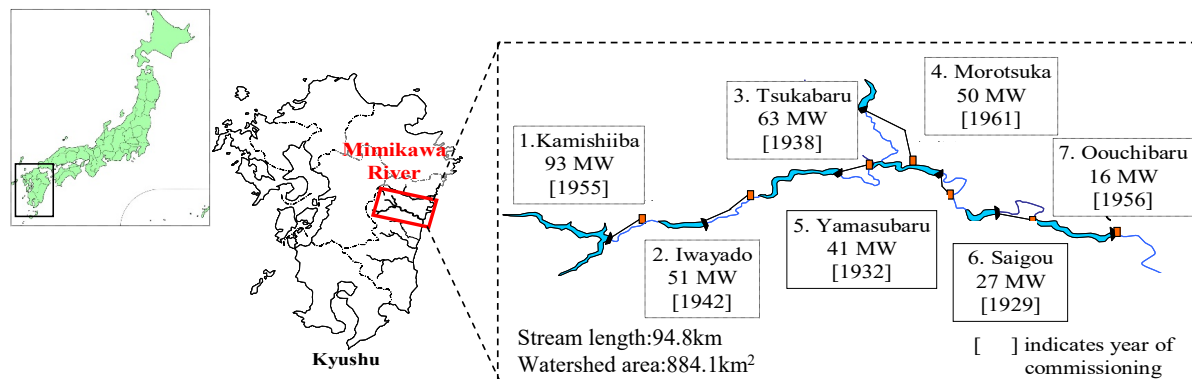 Mimikawa
River
Kyushu
1.Kamishiiba
93 MW
[1955]
2. Iwayado
51 MW
[1942]
3. Tsukabaru
63 MW
[1938]
4. Morotsuka
50 MW
[1961]
5. Yamasubaru
41 MW
[1932]
6. Saigou
27 MW
[1929]
7. Oouchibaru
16 MW
[1956]
Stream length:94.8km
Watershed area:884.1km²
[ ] indicates year of
commissioning